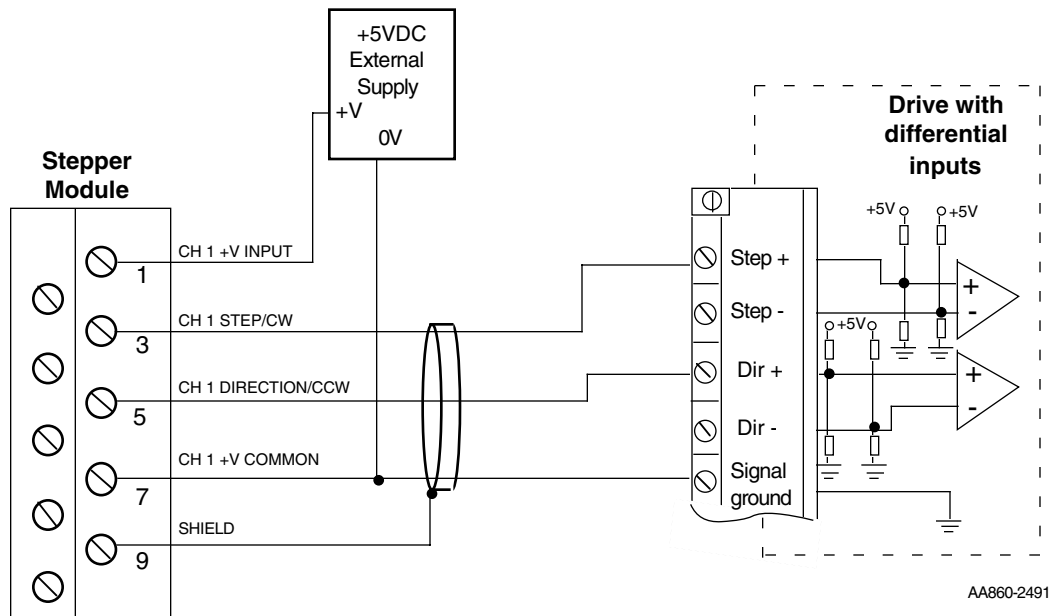 +5VDC
External
Supply
+V
0V
Stepper
Module
CH 1 +V INPUT
1
CH 1 STEP/CW
3
CH 1 DIRECTION/CCW
5
CH 1 +V COMMON
7
SHIELD
9
Drive with
differential
inputs
+5V
+5V
Step +
+
Step -
-
+5V
Dir +
+
-
Dir -
Signal
ground
AA860-2491